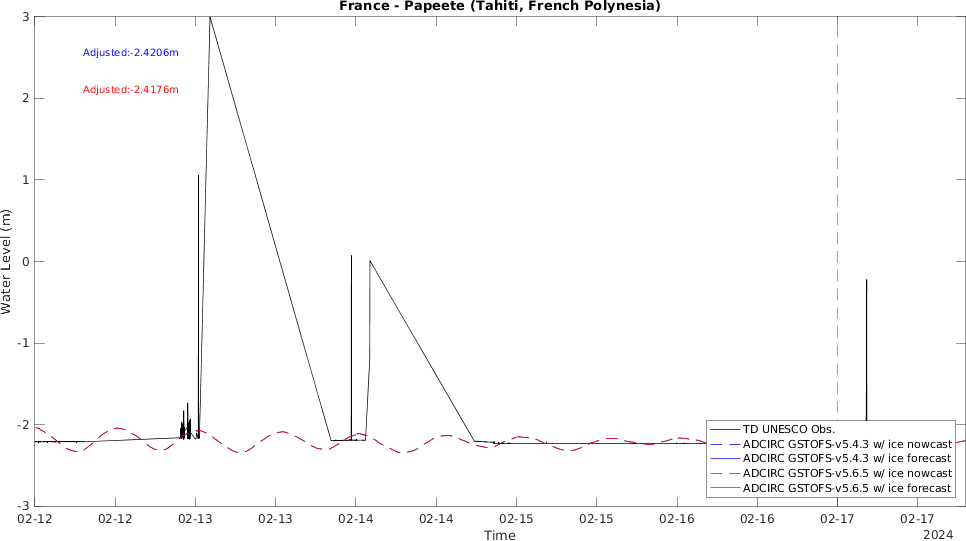 France - Papeete (Tahiti, French Polynesia)
3
Adjusted:-2.4206m
Adjusted:-2.4176m
2
1
0
-1
-2
-3
Water Level (m)
TD UNESCO Obs.
ADCIRC GSTOFS-v5.4.3 w/ ice nowcast
ADCIRC GSTOFS-v5.4.3 w/ ice forecast
ADCIRC GSTOFS-v5.6.5 w/ ice nowcast
ADCIRC GSTOFS-v5.6.5 w/ ice forecast
02-12 02-12 02-13 02-13 02-14 02-14 02-15 02-15 02-16 02-16 02-17 02-17
Time
2024